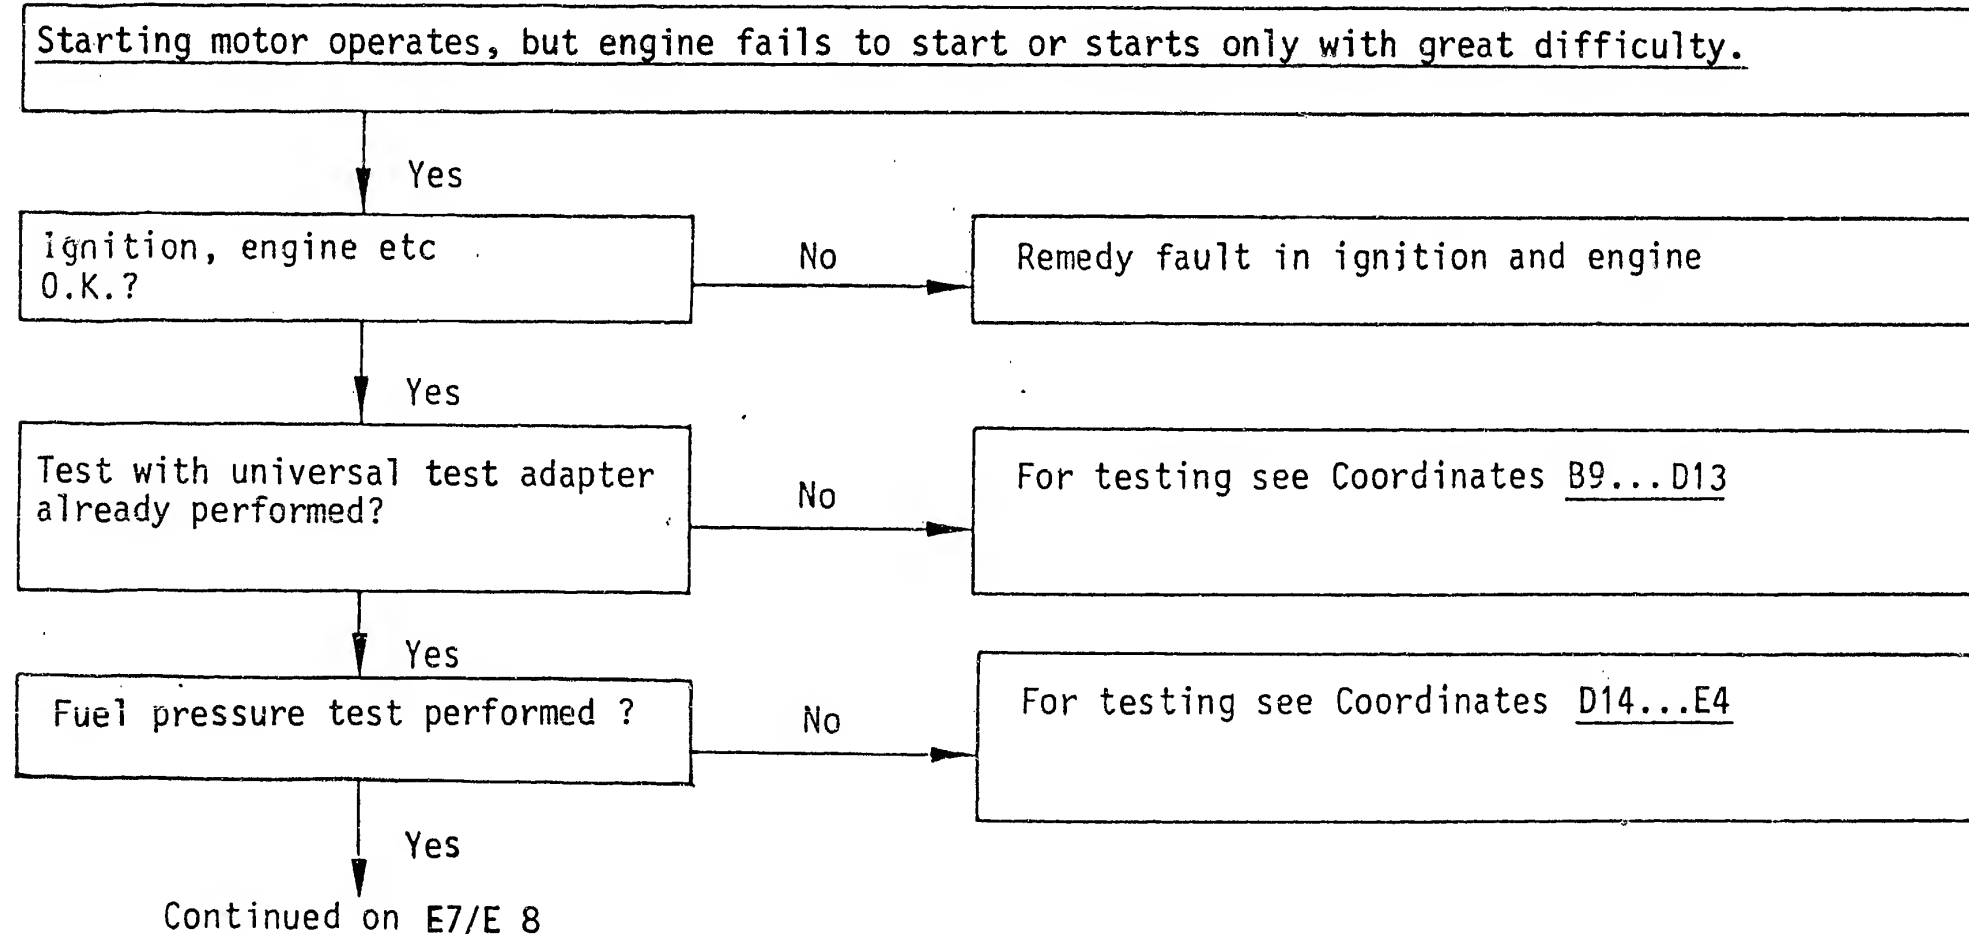 Starting motor operates, but engine fails to start or starts only with great difficulty.
Yes
Ignition, engine etc
O.K.?
No
Remedy fault in ignition and engine
Yes
Test with universal test adapter
already performed?
No
For testing see Coordinates B9...D13
Yes
Fuel pressure test performed ?
No
For testing see Coordinates D14...E4
Yes
Continued on E7/E 8